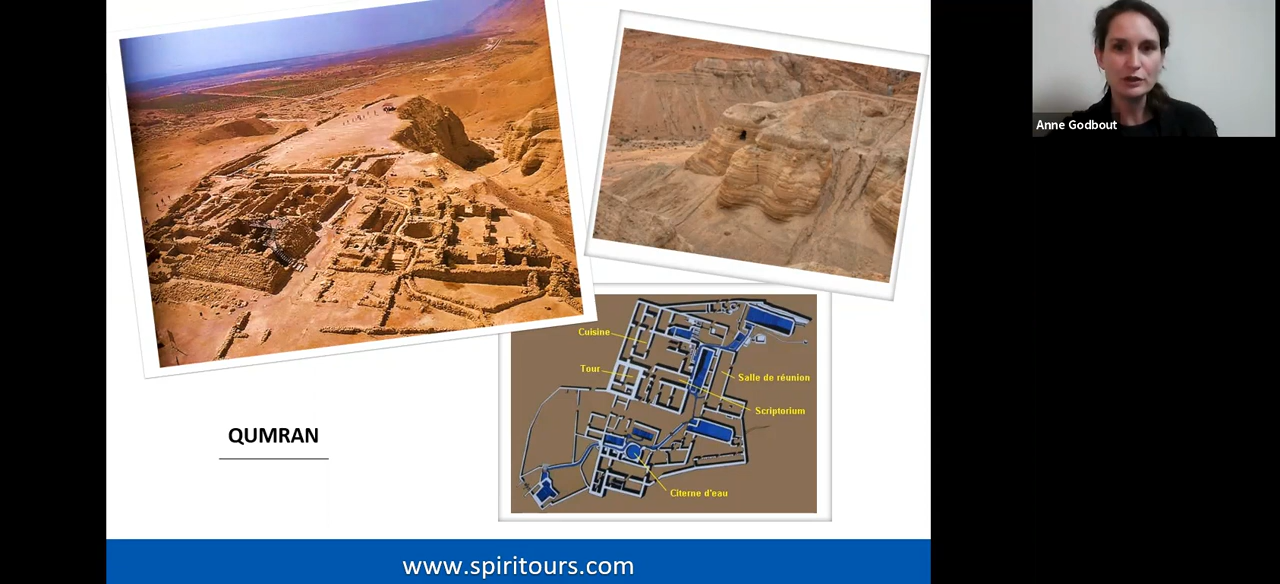 Anne Godbout
Cuisine
Tour
Salle de réunion
Scriptorium
Citerne d'eau
QUMRAN
www.spiritours.com